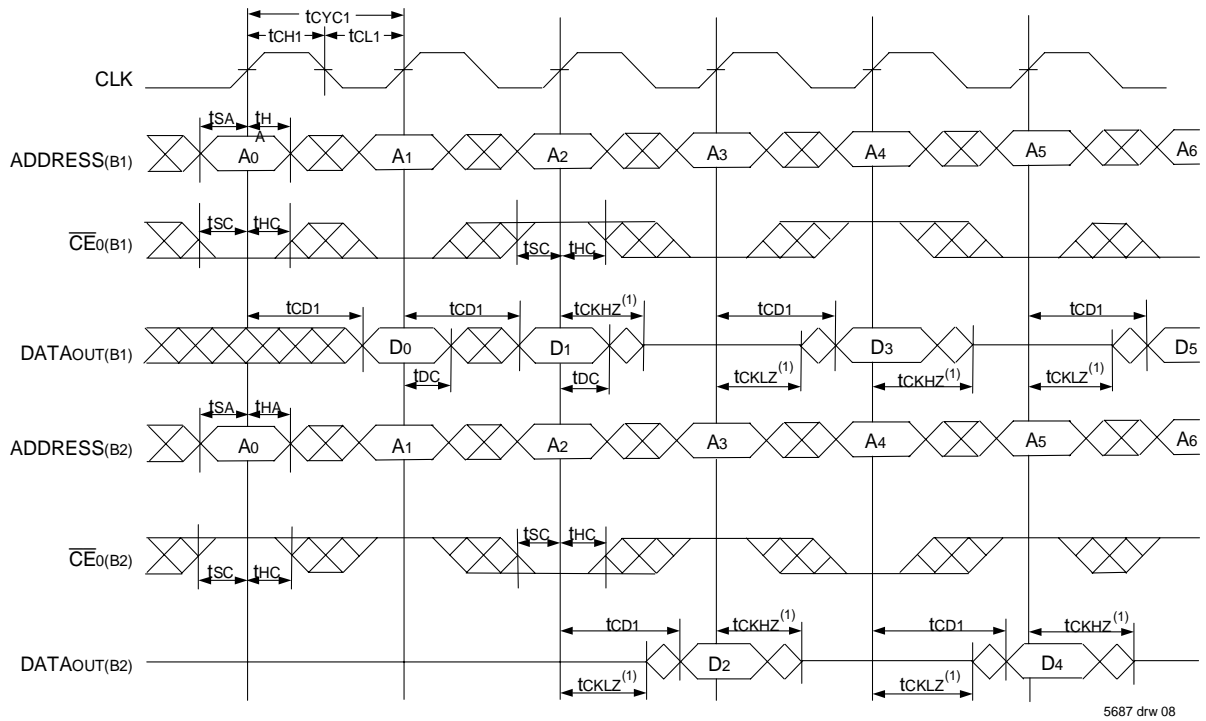 tCYC1
tCH1 tCL1
CLK
tSA tHA
ADDRESS(B1) A0 A1 A2 A3 A4 A5 A6
tSC tHC
CE0(B1)
tSC tHC
tCD1 tCD1 tCKHZ(1) tCD1 tCD1
DATAOUT(B1) D0 D1 D3 D5
tDC tDC tCKLZ(1) tCKHZ(1) tCKLZ(1)
tSA tHA
ADDRESS(B2) A0 A1 A2 A3 A4 A5 A6
tSC tHC
CE0(B2)
tSC tHC
tCD1 tCKHZ(1) tCD1 tCKHZ(1)
DATAOUT(B2) D2 D4
tCKLZ(1) tCKLZ(1)
5687 drw 08